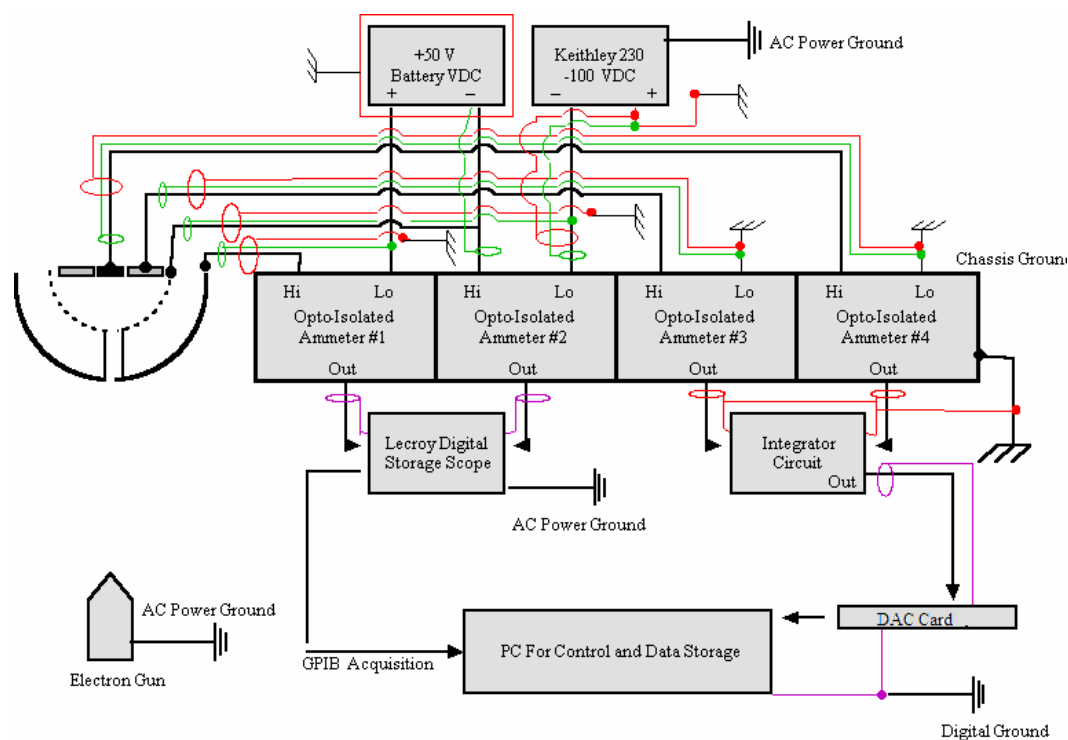 +50 V
Battery VDC
+ −
Keithley 230
-100 VDC
− +
AC Power Ground
Chassis Ground
Hi Lo
Opto-Isolated
Ammeter #1
Out
Hi Lo
Opto-Isolated
Ammeter #2
Out
Hi Lo
Opto-Isolated
Ammeter #3
Out
Hi Lo
Opto-Isolated
Ammeter #4
Out
Lecroy Digital
Storage Scope
Integrator
Circuit
Out
AC Power Ground
AC Power Ground
Electron Gun
GPIB Acquisition
PC For Control and Data Storage
DAC Card
Digital Ground